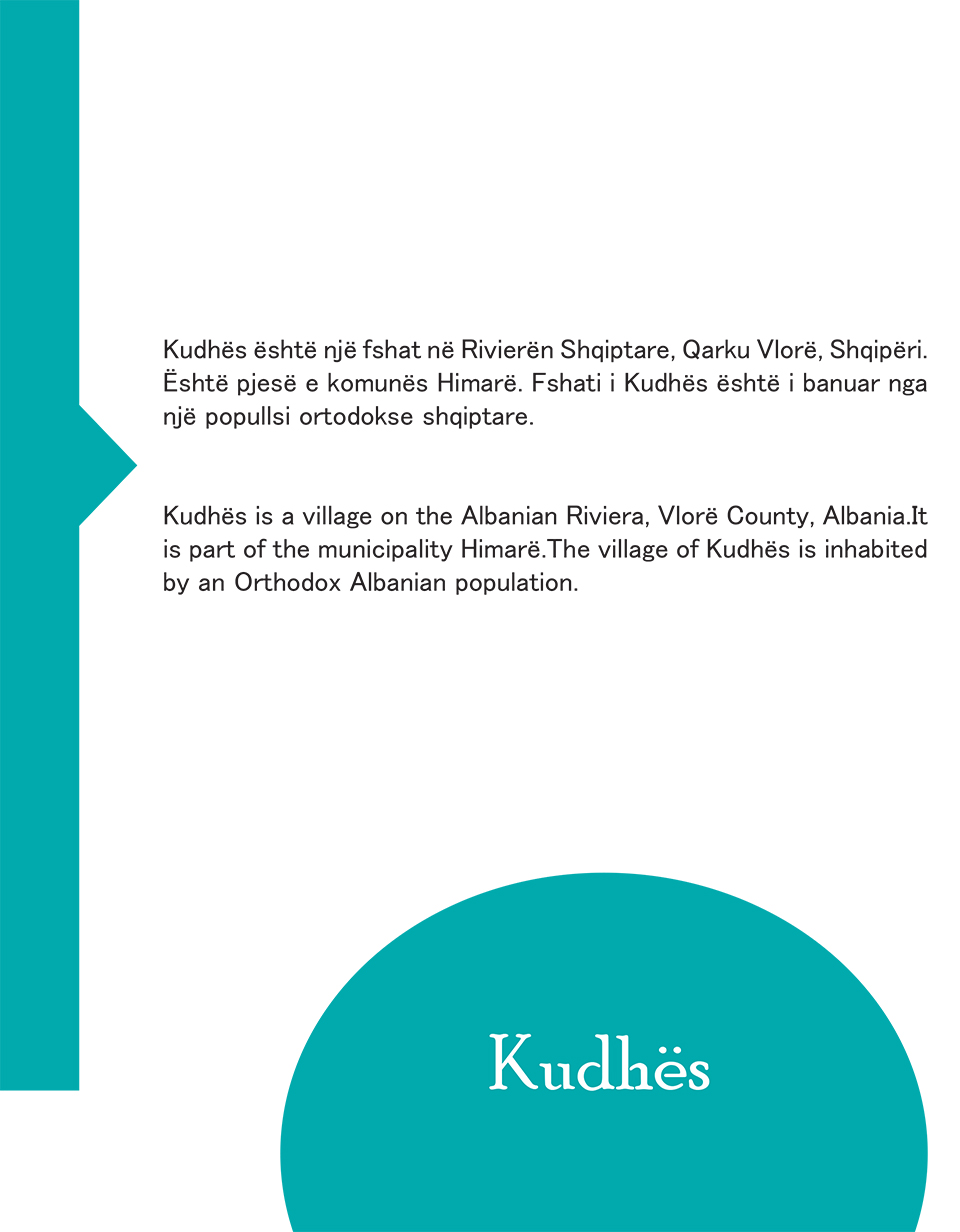 Kudhës është një fshat në Rivierën Shqiptare, Qarku Vlorë, Shqipëri.
Është pjesë e komunës Himarë. Fshati i Kudhës është i banuar nga
një popullsi ortodokse shqiptare.
Kudhës is a village on the Albanian Riviera, Vlorë County, Albania.It
is part of the municipality Himarë.The village of Kudhës is inhabited
by an Orthodox Albanian population.
Kudhës